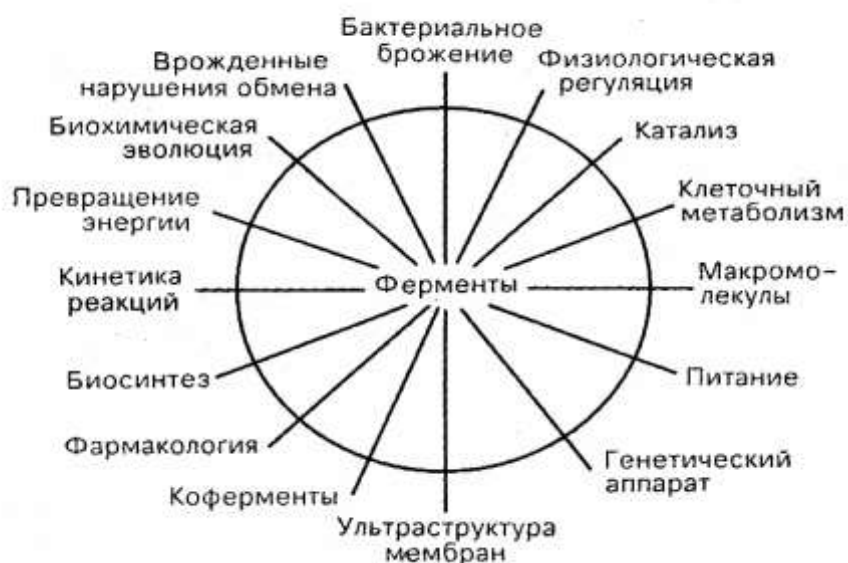 Бактериальное
брожение
Физиологическая
регуляция
Катализ
Клеточный
метаболизм
Макромо-
лекулы
Питание
Генетический
аппарат
Ультраструктура
мембран
Коферменты
Фармакология
Биосинтез
Кинетика
реакций
Превращение
энергии
Биохимическая
эволюция
Врожденные
нарушения обмена
Ферменты